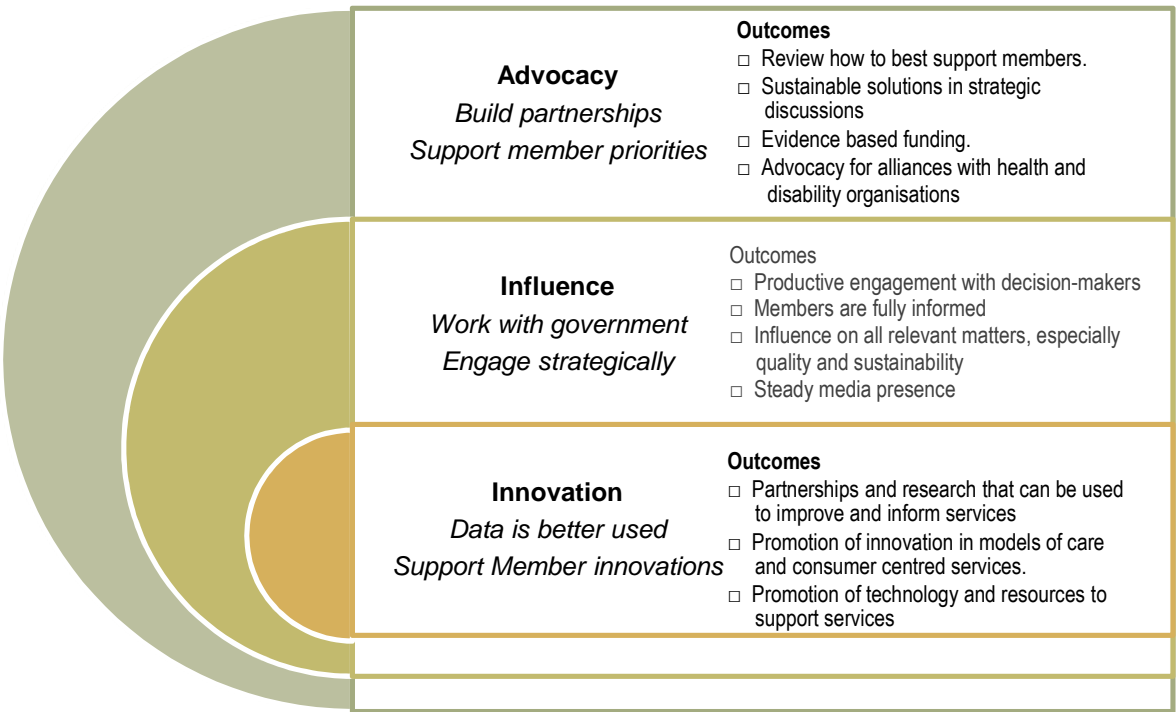 Advocacy
Build partnerships
Support member priorities
Outcomes
□ Review how to best support members.
□ Sustainable solutions in strategic
discussions
□ Evidence based funding.
□ Advocacy for alliances with health and
disability organisations
Influence
Work with government
Engage strategically
Outcomes
□ Productive engagement with decision-makers
□ Members are fully informed
□ Influence on all relevant matters, especially
quality and sustainability
□ Steady media presence
Innovation
Data is better used
Support Member innovations
Outcomes
□ Partnerships and research that can be used
to improve and inform services
□ Promotion of innovation in models of care
and consumer centred services.
□ Promotion of technology and resources to
support services